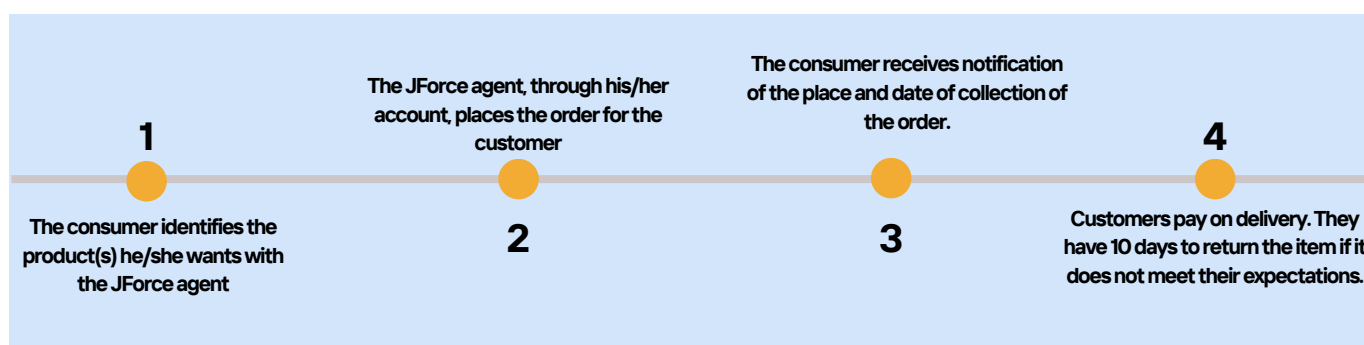 1
The consumer identifies the
product(s) he/she wants with
the JForce agent
The JForce agent, through his/her
account, places the order for the
customer
2
The consumer receives notification
of the place and date of collection of
the order.
3
4
Customers pay on delivery. They
have 10 days to return the item if it
does not meet their expectations.